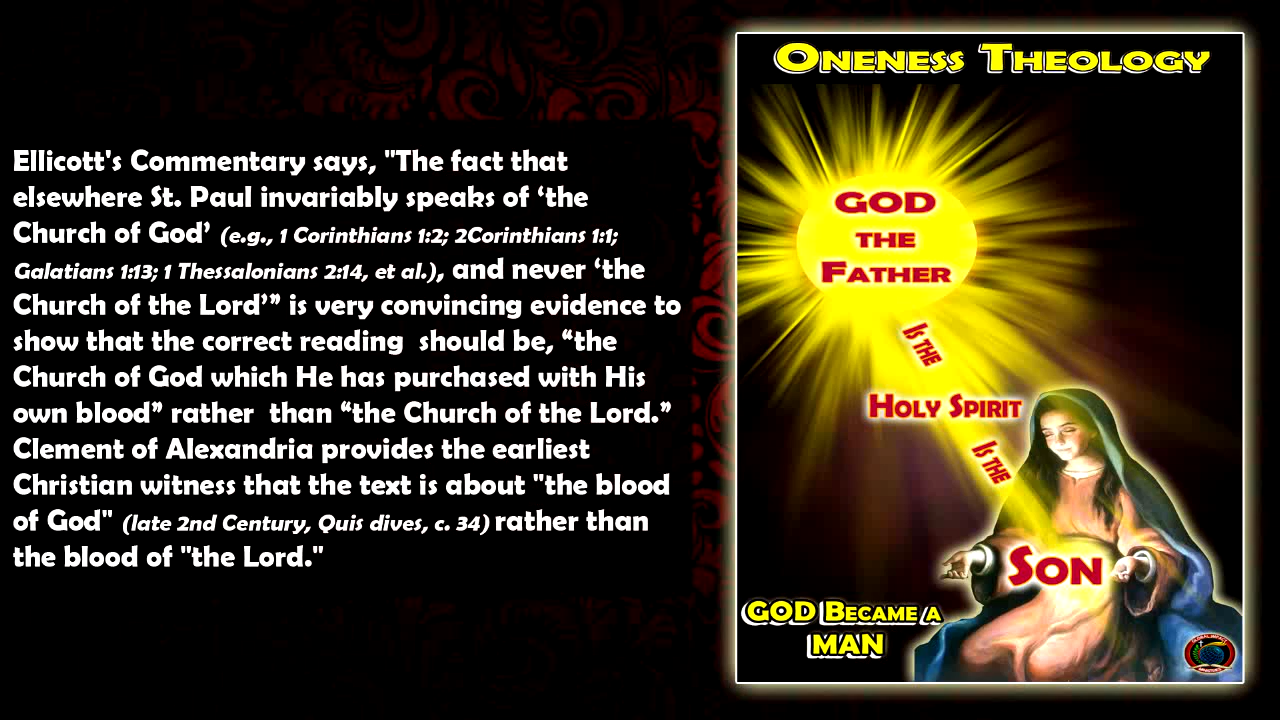 Ellicott's Commentary says, "The fact that
elsewhere St. Paul invariably speaks of ‘the
Church of God’ (e.g., 1 Corinthians 1:2; 2Corinthians 1:1;
Galatians 1:13; 1 Thessalonians 2:14, et al.), and never ‘the
Church of the Lord’” is very convincing evidence to
show that the correct reading  should be, “the
Church of God which He has purchased with His
own blood” rather  than “the Church of the Lord.”
Clement of Alexandria provides the earliest
Christian witness that the text is about "the blood
of God" (late 2nd Century, Quis dives, c. 34) rather than
the blood of "the Lord."
ONENESS THEOLOGY
GOD
THE
FATHER
IS THE
HOLY SPIRIT
IS THE
SON
GOD BECAME A
MAN